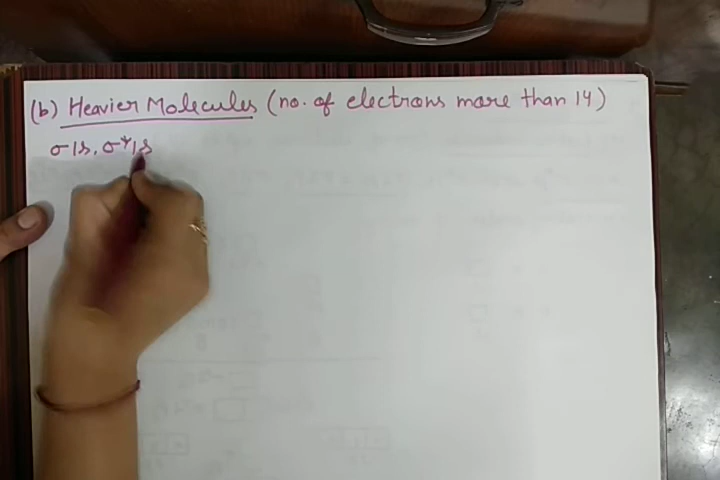 (b) Heavier Molecules (no. of electrons more than 14)
σ1s, σ*1s